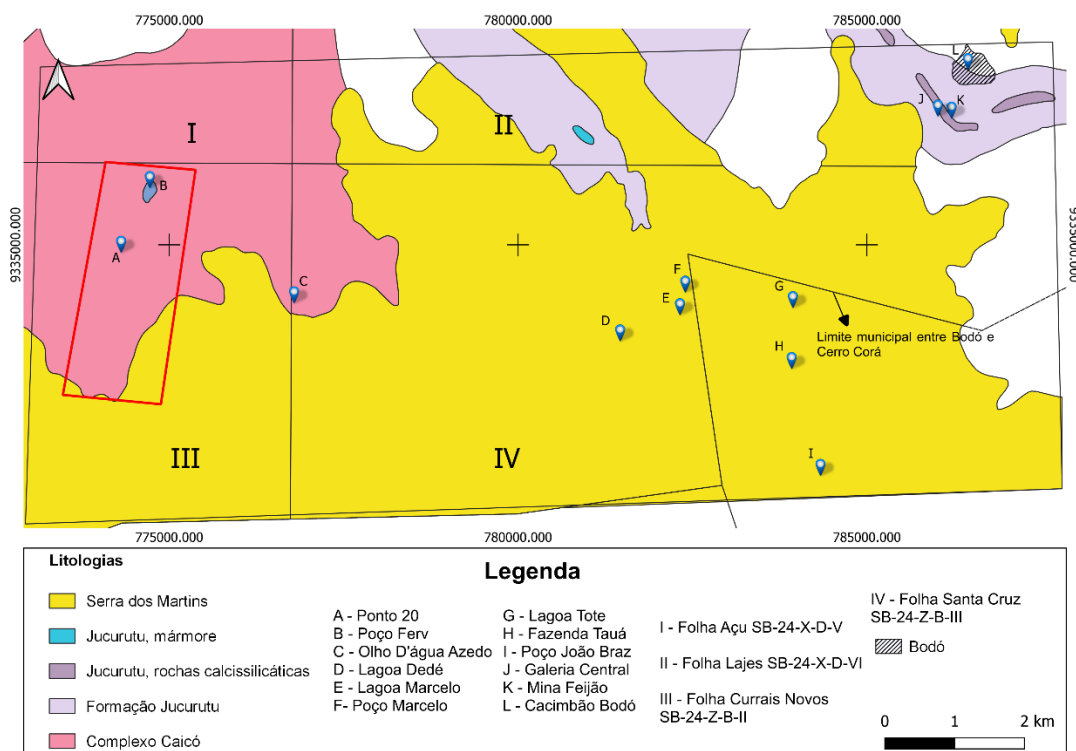 775000.000
780000.000
785000.000
L
J
K
I
II
B
A
9335000.000
9335000.000
C
F
E
G
D
Limite municipal entre Bodó e
Cerro Corá
H
III
IV
I
775000.000
780000.000
785000.000
Litologias
Serra dos Martins
Jucurutu, mármore
Jucurutu, rochas calcissilicáticas
Formação Jucurutu
Complexo Caicó
Legenda
A - Ponto 20
B - Poço Ferv
C - Olho D'água Azedo
D - Lagoa Dedé
E - Lagoa Marcelo
F- Poço Marcelo
G - Lagoa Tote
H - Fazenda Tauá
I - Poço João Braz
J - Galeria Central
K - Mina Feijão
L - Cacimbão Bodó
I - Folha Açu SB-24-X-D-V
II - Folha Lajes SB-24-X-D-VI
III - Folha Currais Novos
SB-24-Z-B-II
IV - Folha Santa Cruz
SB-24-Z-B-III
Bodó
0 1 2 km